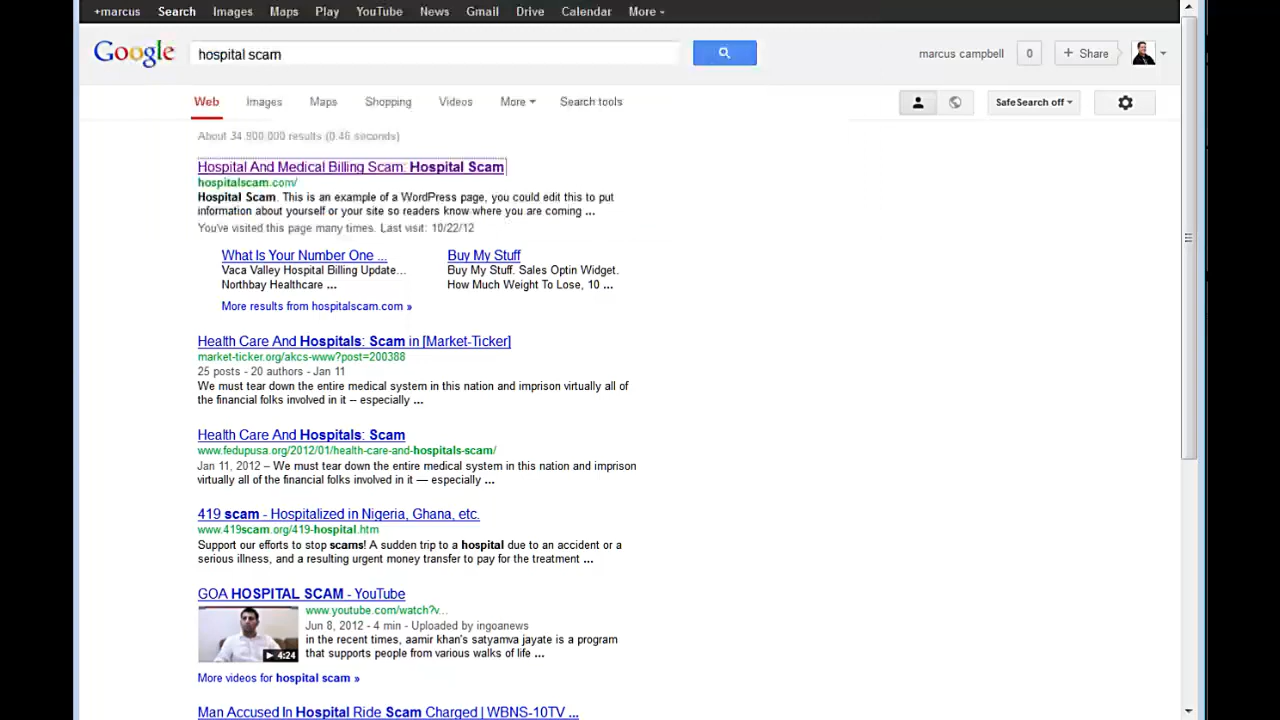 +marcus Search Images Maps Play YouTube News Gmail Drive Calendar More
Google hospital scam marcus campbell 0 + Share
Web Images Maps Shopping Videos More Search tools SafeSearch off
About 34,900,000 results (0.46 seconds)
Hospital And Medical Billing Scam: Hospital Scam
hospitalscam.com/
Hospital Scam. This is an example of a WordPress page, you could edit this to put
information about yourself or your site so readers know where you are coming ...
You've visited this page many times. Last visit: 10/22/12
What Is Your Number One ... Buy My Stuff
Vaca Valley Hospital Billing Update... Buy My Stuff. Sales Optin Widget.
Northbay Healthcare ... How Much Weight To Lose, 10 ...
More results from hospitalscam.com »
Health Care And Hospitals: Scam in [Market-Ticker]
market-ticker.org/akcs-www?post=200388
25 posts - 20 authors - Jan 11
We must tear down the entire medical system in this nation and imprison virtually all of
the financial folks involved in it – especially ...
Health Care And Hospitals: Scam
www.fedupusa.org/2012/01/health-care-and-hospitals-scam/
Jan 11, 2012 – We must tear down the entire medical system in this nation and imprison
virtually all of the financial folks involved in it — especially ...
419 scam - Hospitalized in Nigeria, Ghana, etc.
www.419scam.org/419-hospital.htm
Support our efforts to stop scams! A sudden trip to a hospital due to an accident or a
serious illness, and a resulting urgent money transfer to pay for the treatment ...
GOA HOSPITAL SCAM - YouTube
www.youtube.com/watch?v...
Jun 8, 2012 - 4 min - Uploaded by ingoanews
in the recent times, aamir khan's satyamva jayate is a program
that supports people from various walks of life ...
4:24
More videos for hospital scam »
Man Accused In Hospital Ride Scam Charged | WBNS-10TV ...